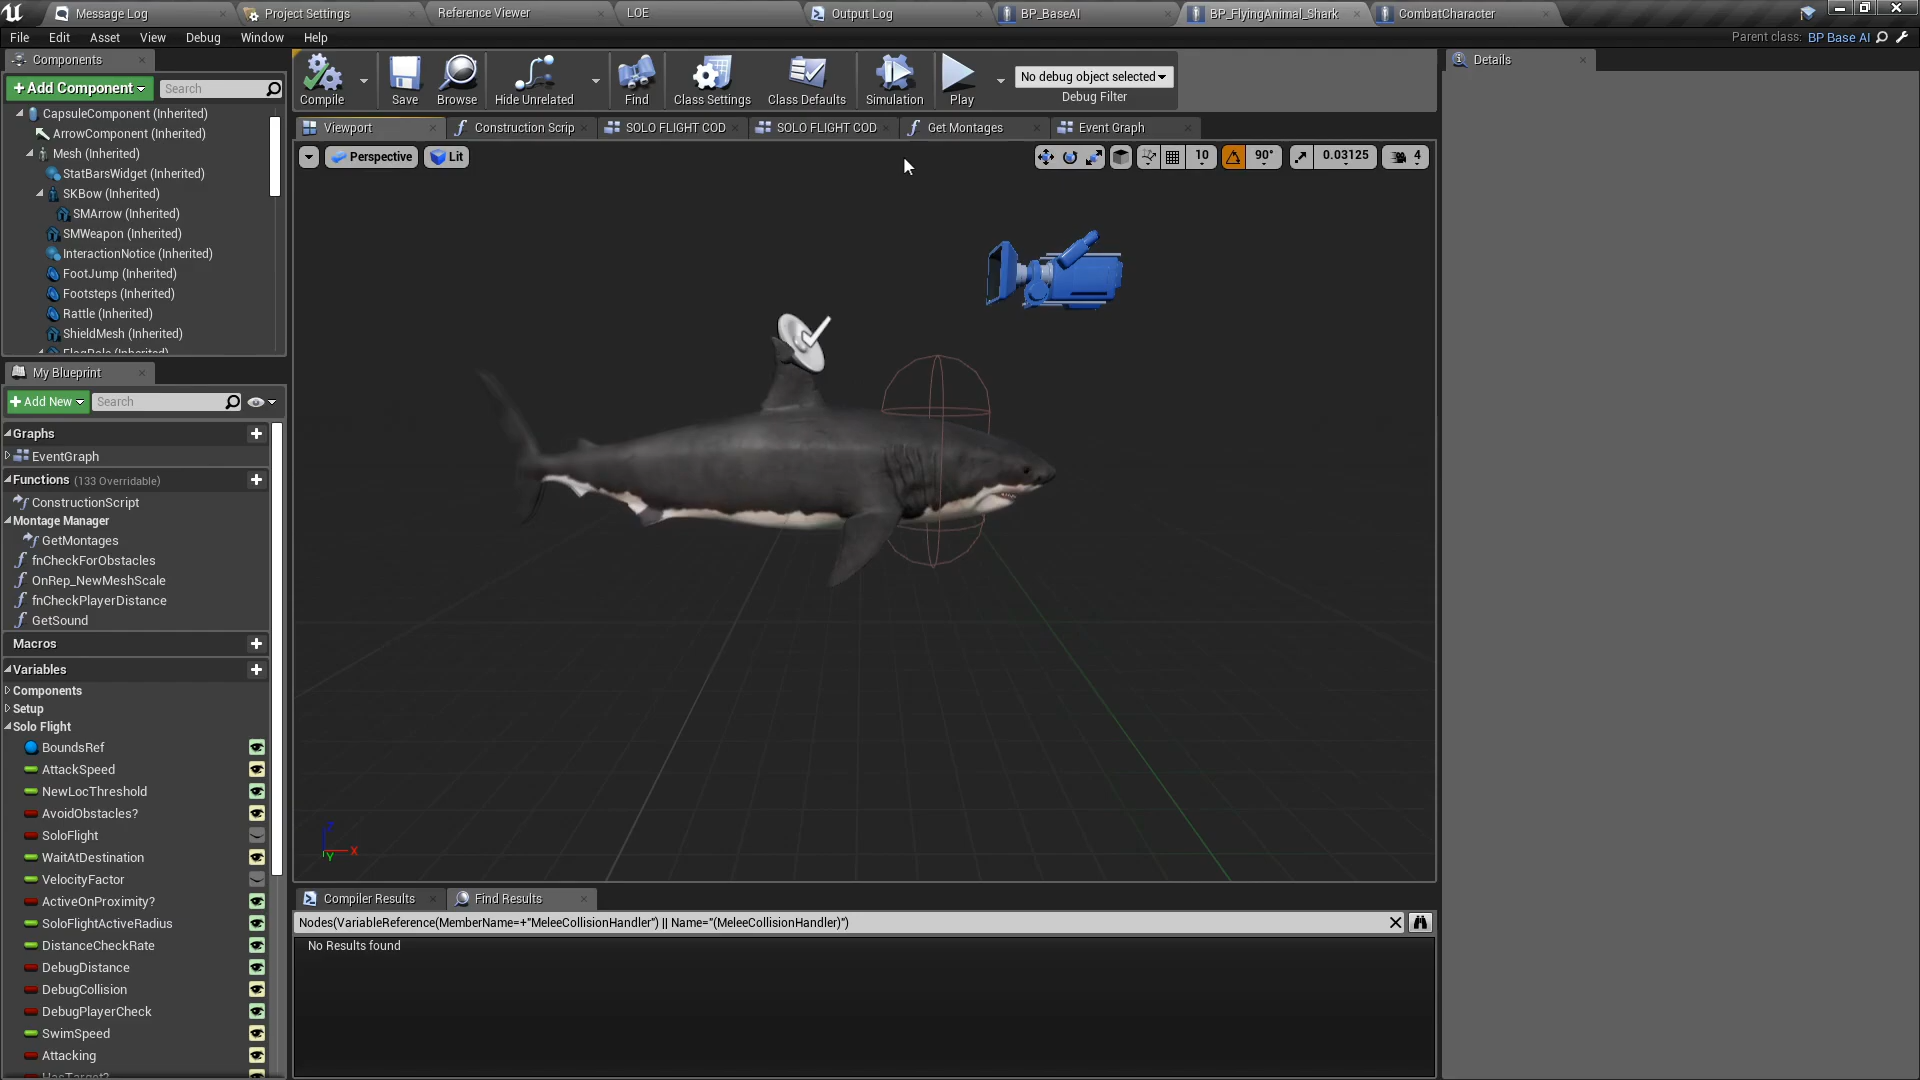 Message Log
Project Settings
Reference Viewer
LOE
Output Log
BP_BaseAI
BP_FlyingAnimal_Shark
CombatCharacter
File Edit Asset View Debug Window Help
Parent class: BP Base AI
Components
+Add Component
Search
CapsuleComponent (Inherited)
ArrowComponent (Inherited)
Mesh (Inherited)
StatBarsWidget (Inherited)
SKBow (Inherited)
SMArrow (Inherited)
SMWeapon (Inherited)
InteractionNotice (Inherited)
FootJump (Inherited)
Footsteps (Inherited)
Rattle (Inherited)
ShieldMesh (Inherited)
Compile
Save
Browse
Hide Unrelated
Find
Class Settings
Class Defaults
Simulation
Play
No debug object selected
Debug Filter
Viewport
Construction Scrip
SOLO FLIGHT COD
SOLO FLIGHT COD
Get Montages
Event Graph
Perspective
Lit
10
90°
0.03125
4
Z
X
Y
My Blueprint
+Add New
Search
Graphs
EventGraph
Functions (133 Overridable)
ConstructionScript
Montage Manager
GetMontages
fnCheckForObstacles
OnRep_NewMeshScale
fnCheckPlayerDistance
GetSound
Macros
Variables
Components
Setup
Solo Flight
BoundsRef
AttackSpeed
NewLocThreshold
AvoidObstacles?
SoloFlight
WaitAtDestination
VelocityFactor
ActiveOnProximity?
SoloFlightActiveRadius
DistanceCheckRate
DebugDistance
DebugCollision
DebugPlayerCheck
SwimSpeed
Attacking
Compiler Results
Find Results
Nodes(VariableReference(MemberName=+"MeleeCollisionHandler") || Name="(MeleeCollisionHandler)")
No Results found
Details